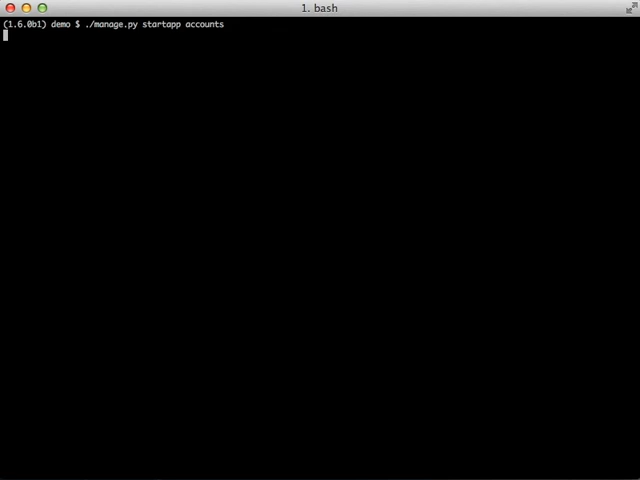 1. bash
(1.6.0b1) demo $ ./manage.py startapp accounts